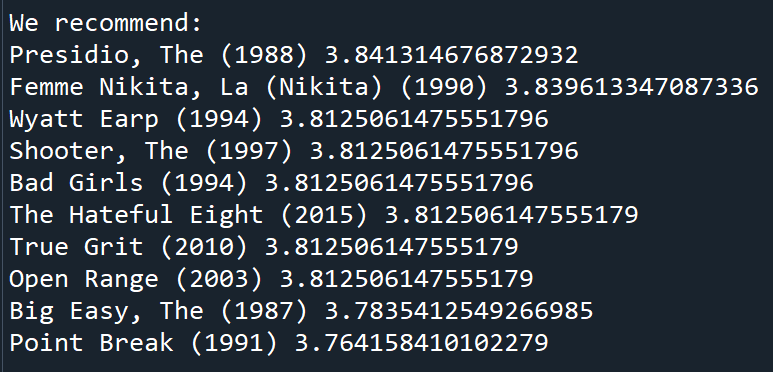 We recommend:
Presidio, The (1988) 3.841314676872932
Femme Nikita, La (Nikita) (1990) 3.839613347087336
Wyatt Earp (1994) 3.8125061475551796
Shooter, The (1997) 3.8125061475551796
Bad Girls (1994) 3.8125061475551796
The Hateful Eight (2015) 3.812506147555179
True Grit (2010) 3.812506147555179
Open Range (2003) 3.812506147555179
Big Easy, The (1987) 3.7835412549266985
Point Break (1991) 3.764158410102279